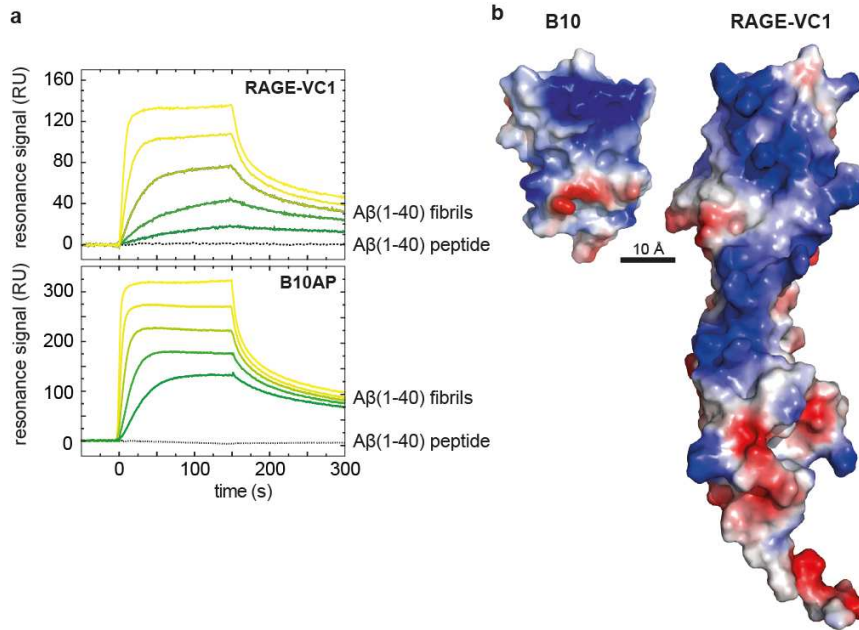 a
RAGE-VC1
resonance signal (RU)
160
120
80
40
0
Aβ(1-40) fibrils
Aβ(1-40) peptide
B10AP
resonance signal (RU)
300
200
100
0
Aβ(1-40) fibrils
Aβ(1-40) peptide
0 100 200 300
time (s)
b
B10
RAGE-VC1
10 Å